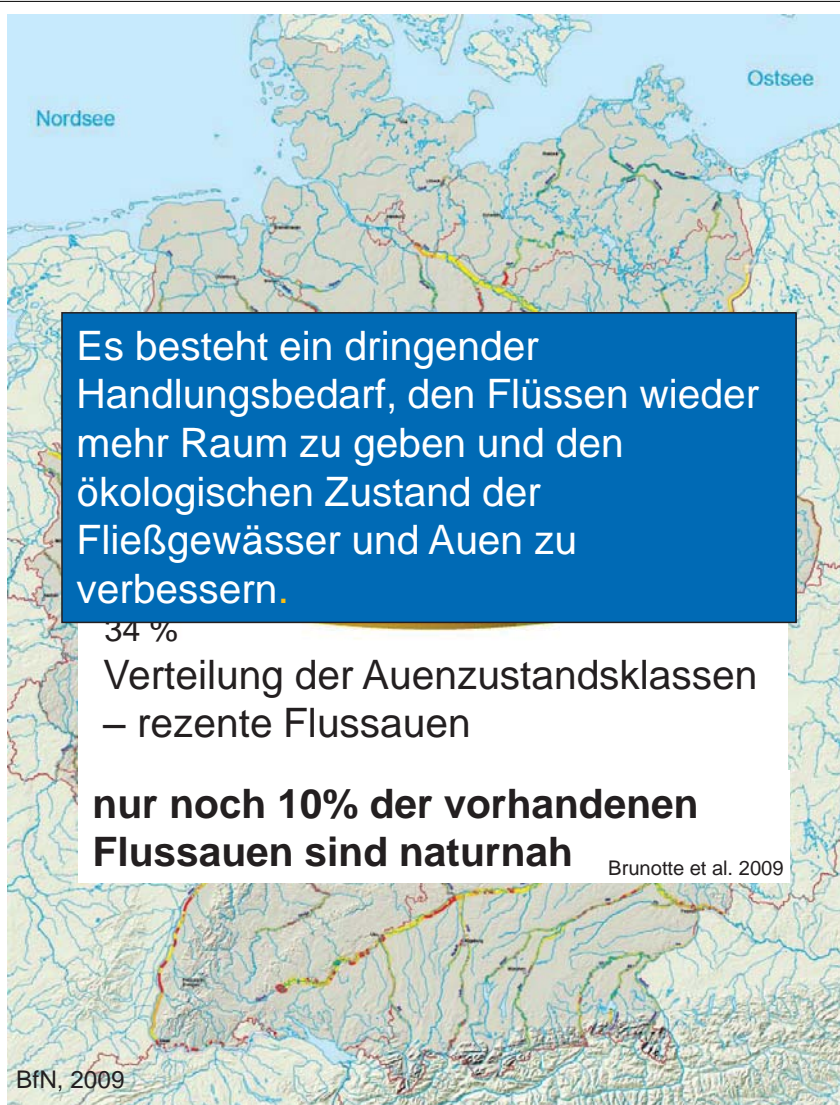 Nordsee
Ostsee
Es besteht ein dringender
Handlungsbedarf, den Flüssen wieder
mehr Raum zu geben und den
ökologischen Zustand der
Fließgewässer und Auen zu
verbessern.
34 %
Verteilung der Auenzustandsklassen
– rezente Flussauen
nur noch 10% der vorhandenen
Flussauen sind naturnah
Brunotte et al. 2009
BfN, 2009